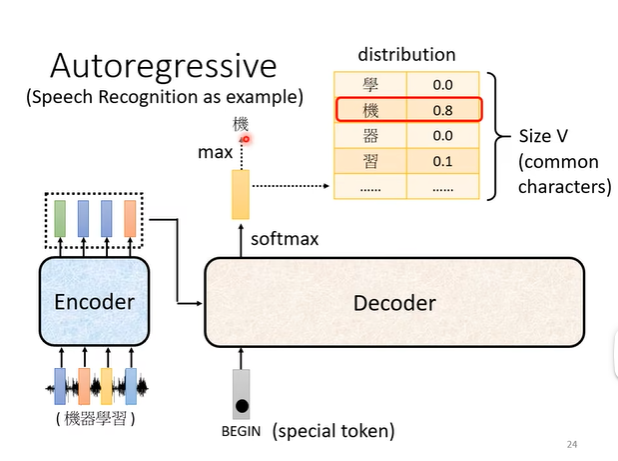 Autoregressive
(Speech Recognition as example)
distribution
學 0.0
機 0.8
器 0.0
習 0.1
...... ......
Size V
(common
characters)
機
max
softmax
Encoder
Decoder
( 機器學習 )
BEGIN (special token)
24